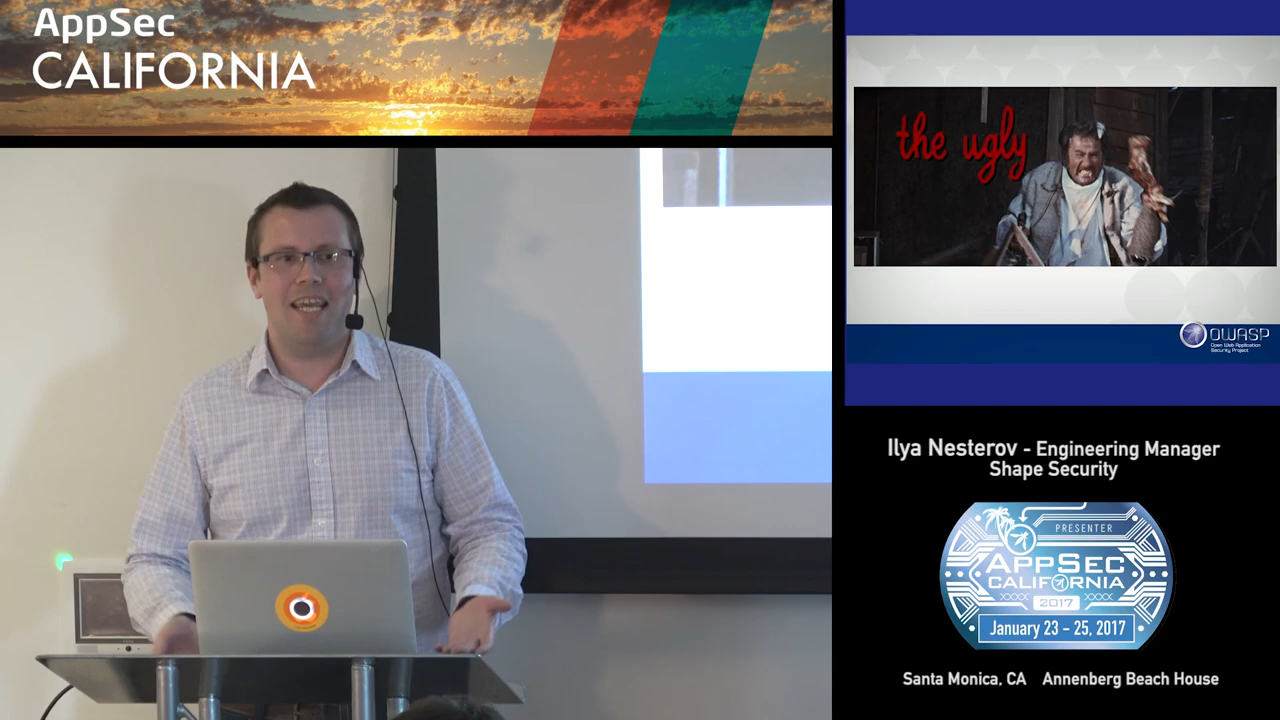 AppSec
CALIFORNIA
the ugly
OWASP
Open Web Application
Security Project
Ilya Nesterov - Engineering Manager
Shape Security
PRESENTER
APPSEC
CALIFORNIA
2017
January 23 – 25, 2017
Santa Monica, CA Annenberg Beach House